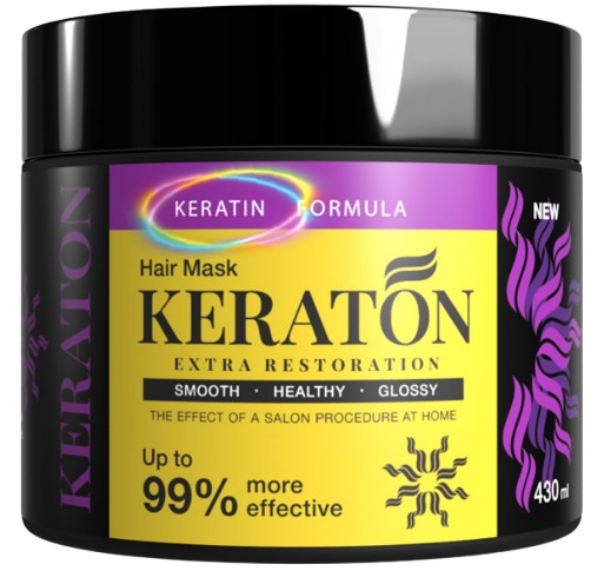 KERATIN FORMULA
NEW
Hair Mask
KERATON
KERATON
EXTRA RESTORATION
SMOOTH · HEALTHY · GLOSSY
THE EFFECT OF A SALON PROCEDURE AT HOME
Up to
99% more
effective
430 ml